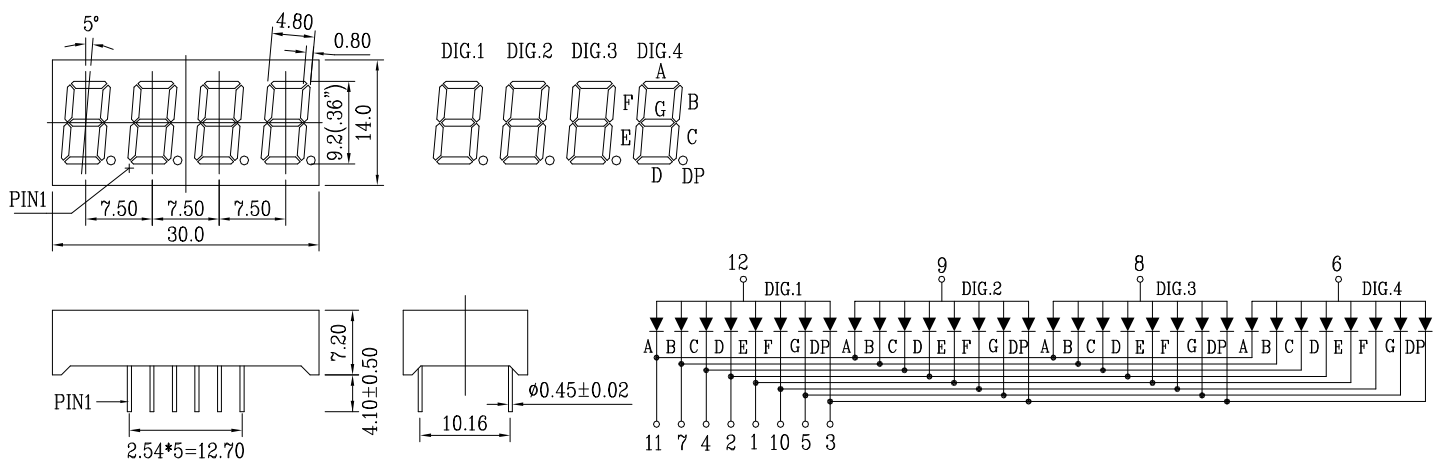 5°
4.80
0.80
9.2(.36")
14.0
PIN1
7.50 7.50 7.50
30.0
DIG.1 DIG.2 DIG.3 DIG.4
A
F G B
E C
D DP
7.20
4.10±0.50
PIN1
2.54*5=12.70
10.16
ø0.45±0.02
12 9 8 6
DIG.1 DIG.2 DIG.3 DIG.4
A B C D E F G DP A B C D E F G DP A B C D E F G DP A B C D E F G DP
11 7 4 2 1 10 5 3